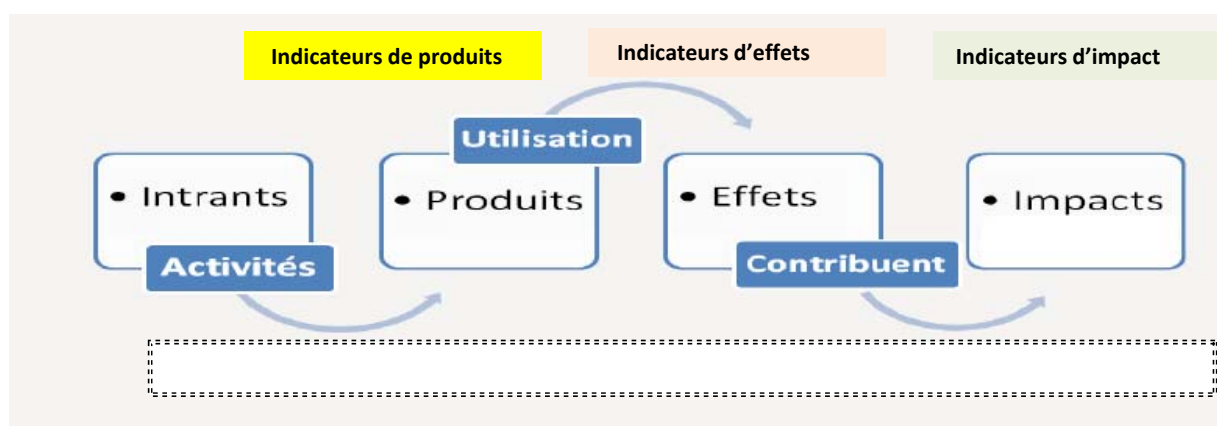 Indicateurs de produits
Indicateurs d’effets
Indicateurs d’impact
Utilisation
• Intrants
• Produits
• Effets
• Impacts
Activités
Contribuent